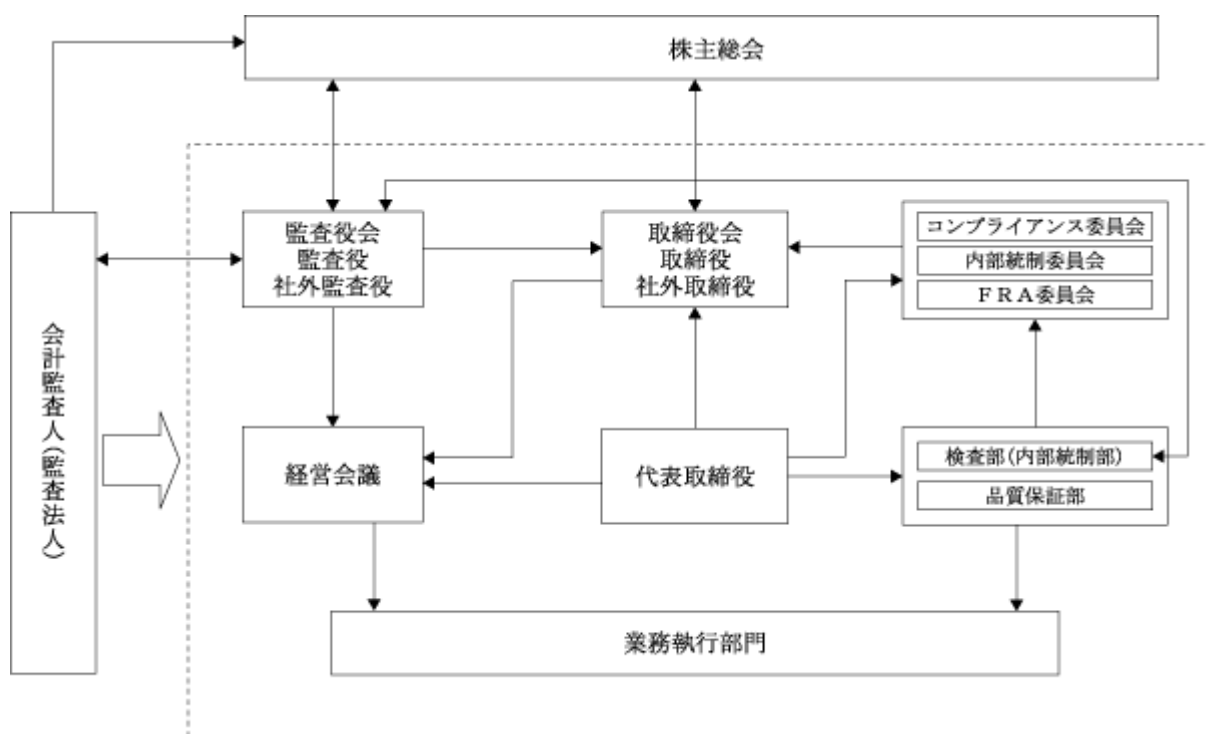 株主総会
監査役会
監査役
社外監査役
取締役会
取締役
社外取締役
コンプライアンス委員会
内部統制委員会
ＦＲＡ委員会
会計監査人(監査法人)
経営会議
代表取締役
検査部(内部統制部)
品質保証部
業務執行部門